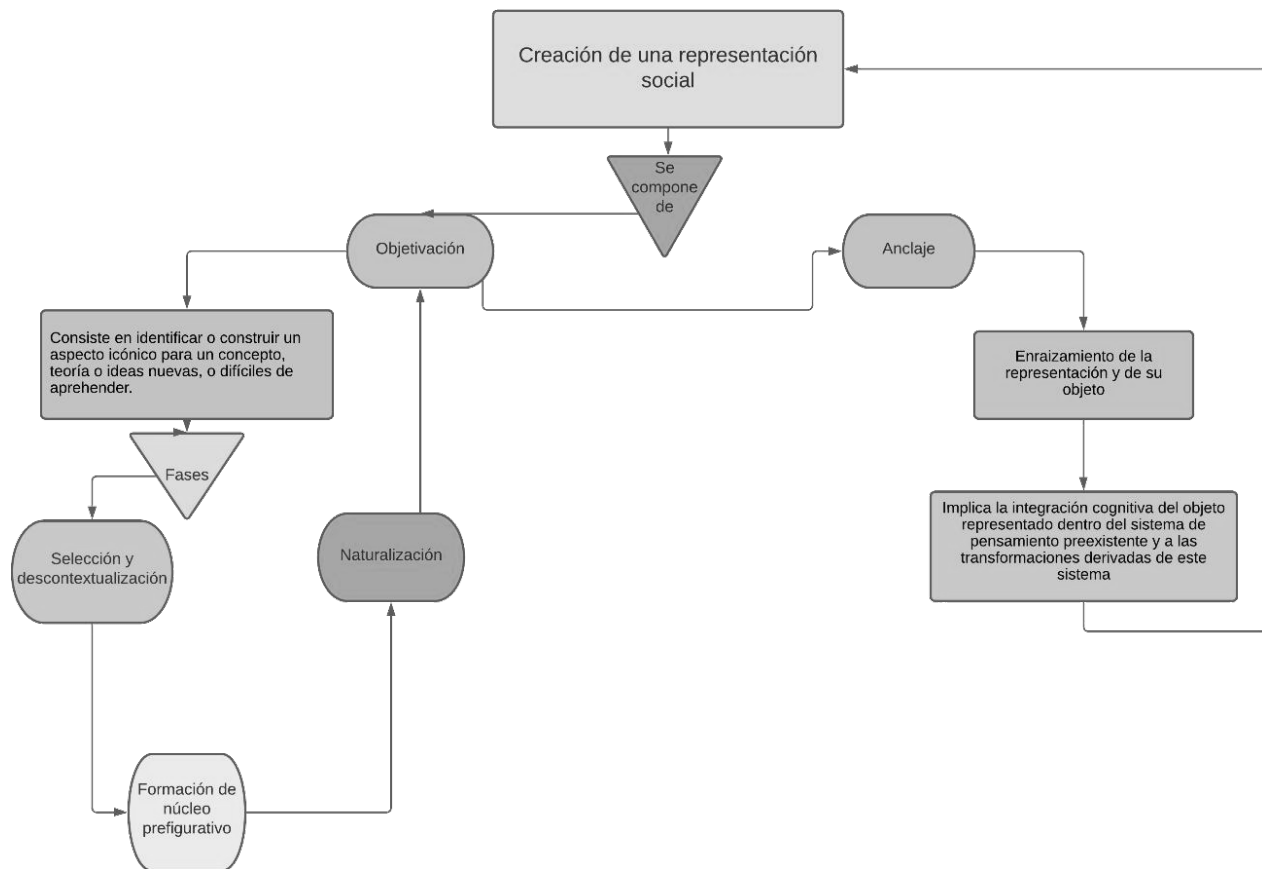 Creación de una representación
social
Se
compone
de
Objetivación
Anclaje
Consiste en identificar o construir un
aspecto icónico para un concepto,
teoría o ideas nuevas, o difíciles de
aprehender.
Enraizamiento de la
representación y de su
objeto
Fases
Selección y
descontextualización
Naturalización
Implica la integración cognitiva del objeto
representado dentro del sistema de
pensamiento preexistente y a las
transformaciones derivadas de este
sistema
Formación de
núcleo
prefigurativo